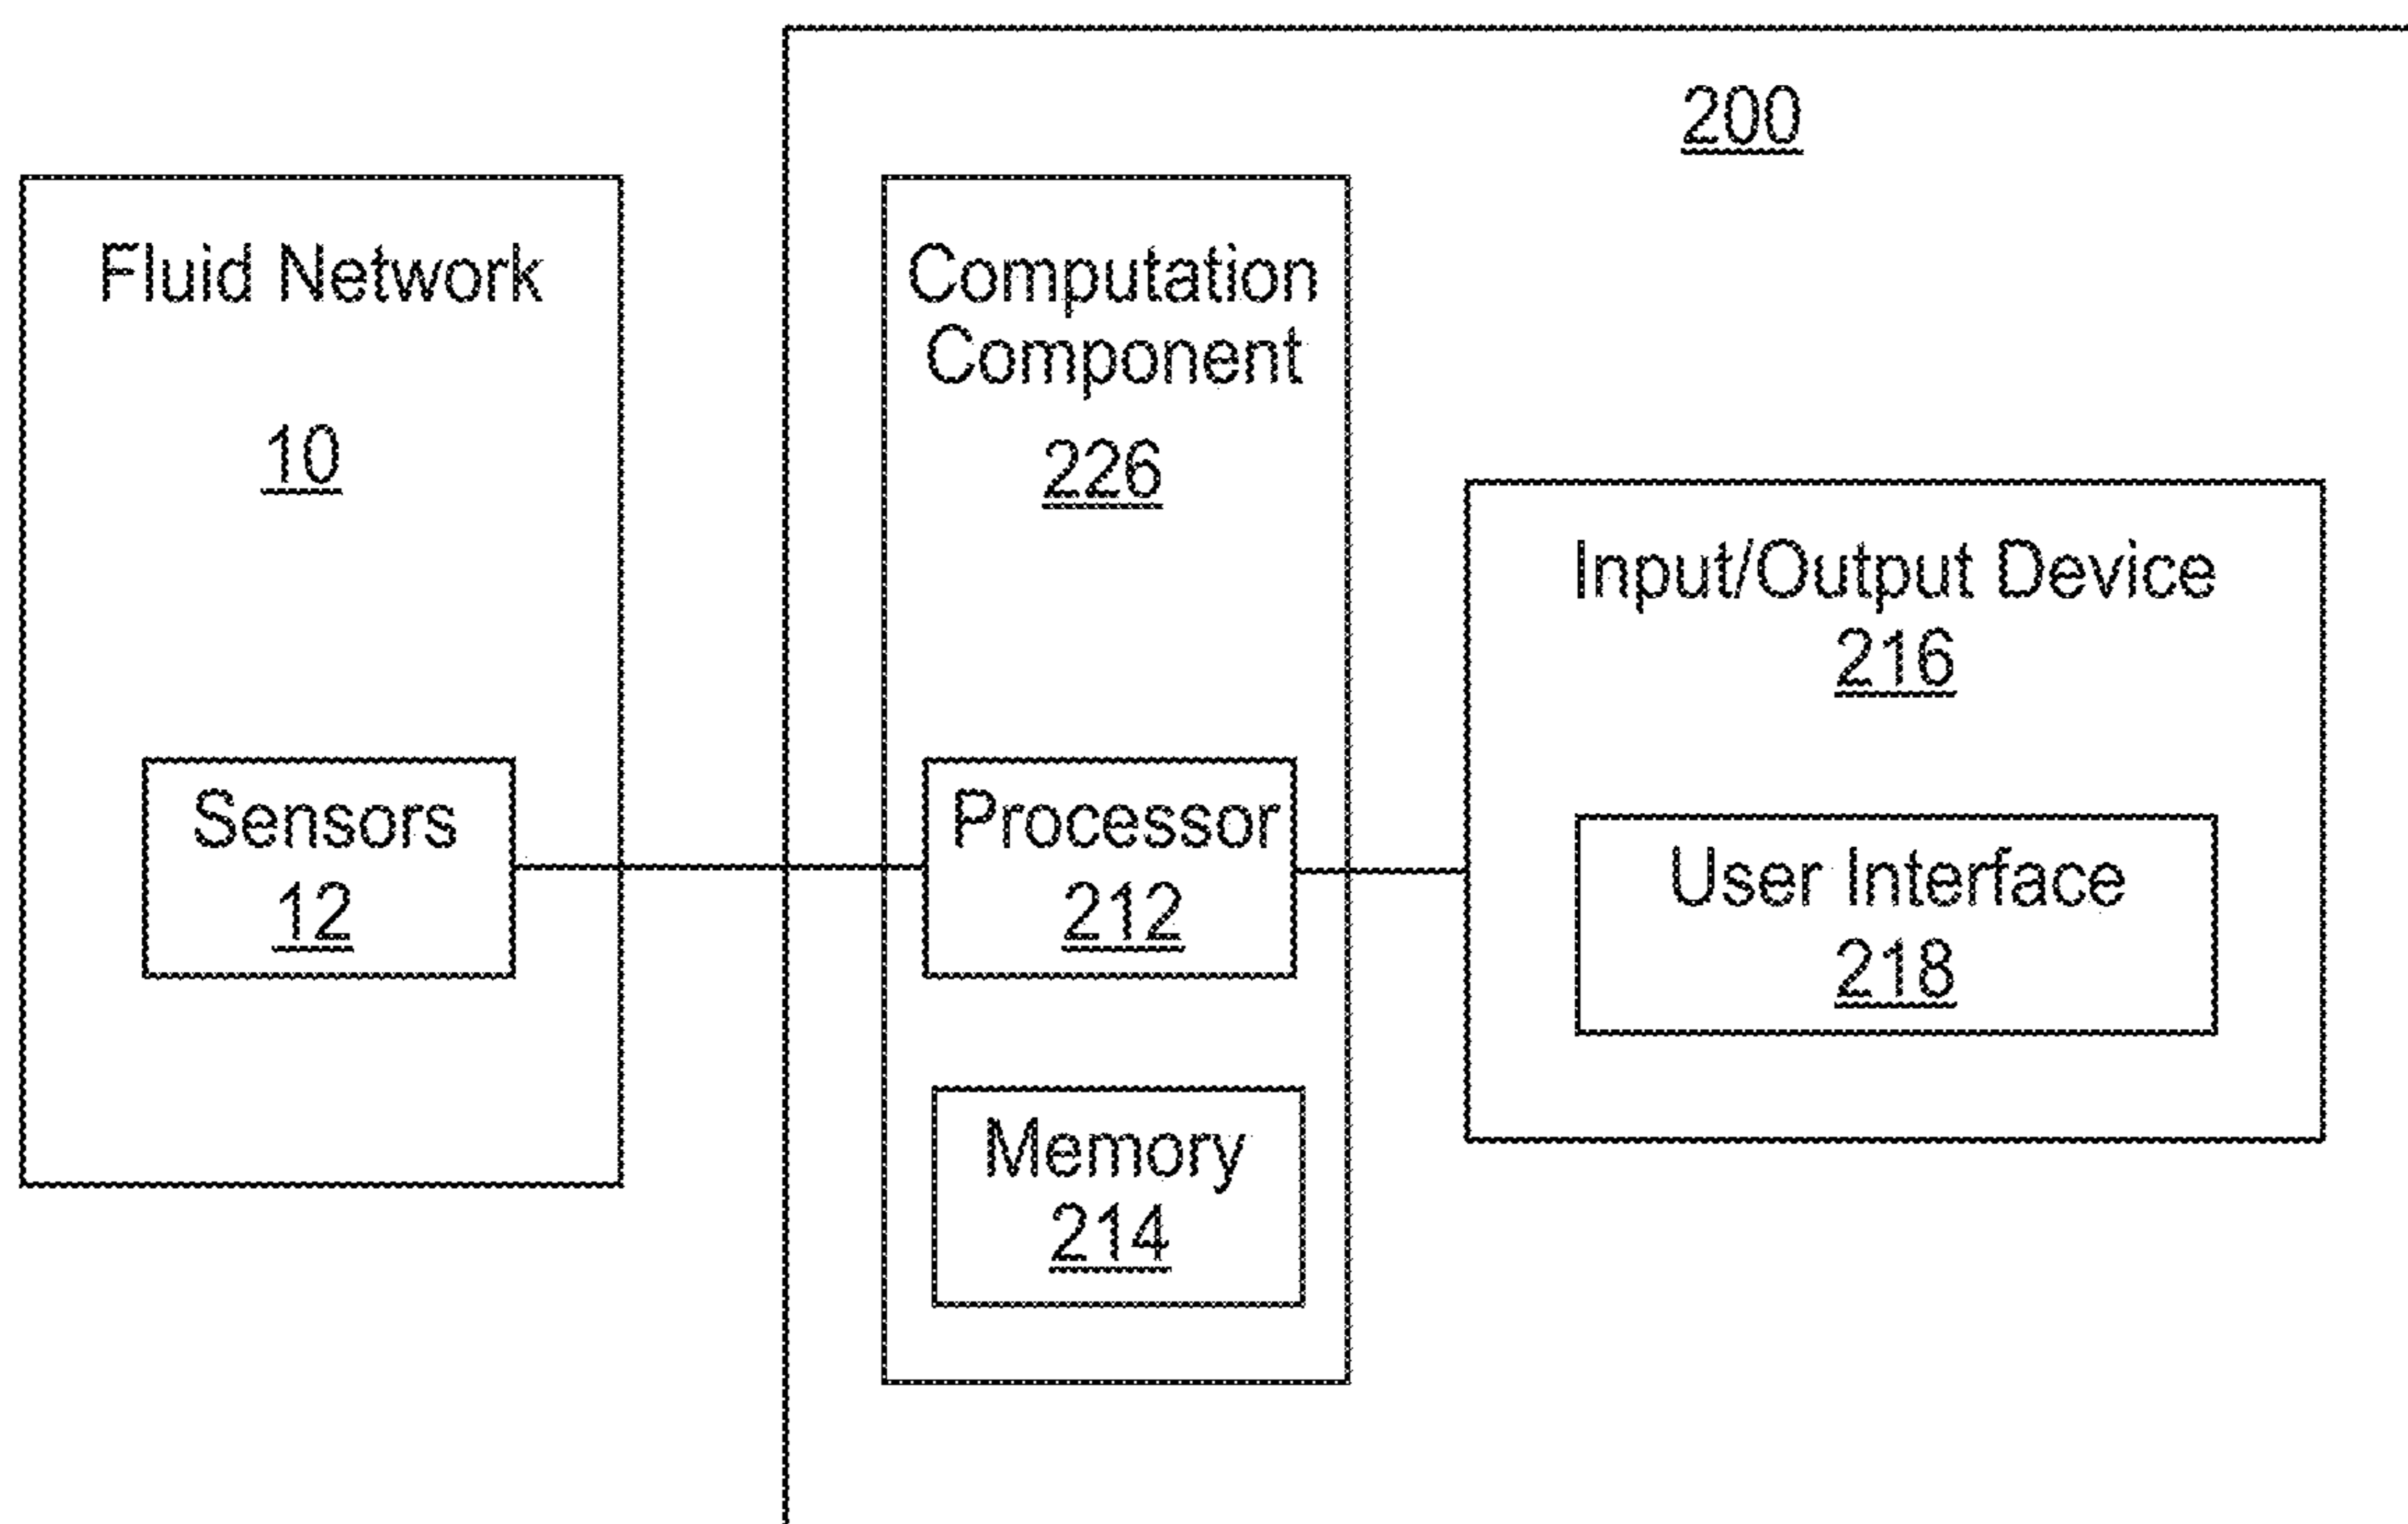 200
Fluid Network
10
Sensors
12
Computation
Component
226
Processor
212
Memory
214
Input/Output Device
216
User Interface
218